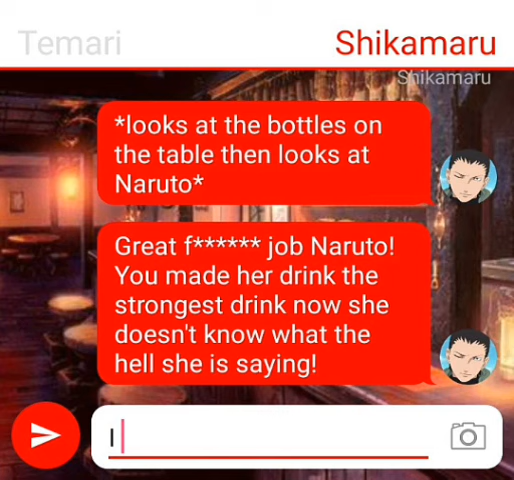 Temari Shikamaru
Shikamaru
*looks at the bottles on
the table then looks at
Naruto*
Great f****** job Naruto!
You made her drink the
strongest drink now she
doesn't know what the
hell she is saying!
I